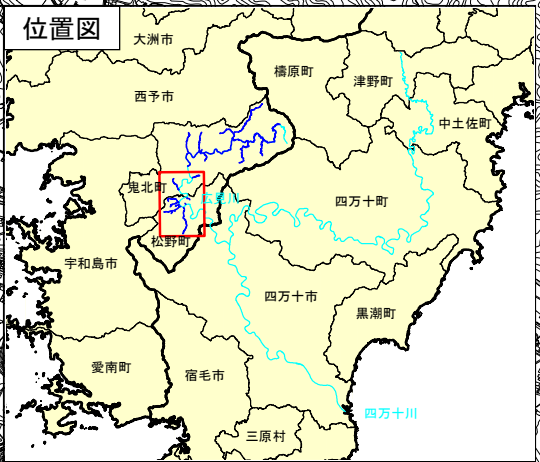 位置図
大洲市
檮原町
津野町
西予市
中土佐町
鬼北町
広見川
四万十町
松野町
宇和島市
四万十市
黒潮町
愛南町
宿毛市
四万十川
三原村